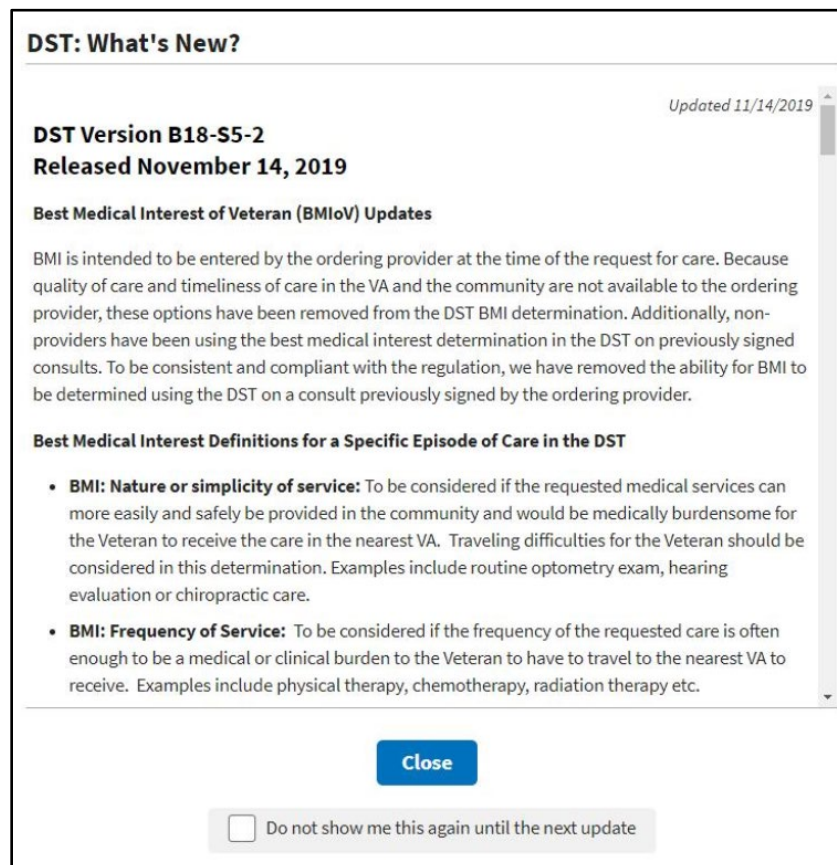 DST: What's New?
Updated 11/14/2019
DST Version B18-S5-2
Released November 14, 2019
Best Medical Interest of Veteran (BMIoV) Updates
BMI is intended to be entered by the ordering provider at the time of the request for care. Because
quality of care and timeliness of care in the VA and the community are not available to the ordering
provider, these options have been removed from the DST BMI determination. Additionally, non-
providers have been using the best medical interest determination in the DST on previously signed
consults. To be consistent and compliant with the regulation, we have removed the ability for BMI to
be determined using the DST on a consult previously signed by the ordering provider.
Best Medical Interest Definitions for a Specific Episode of Care in the DST
• BMI: Nature or simplicity of service: To be considered if the requested medical services can
more easily and safely be provided in the community and would be medically burdensome for
the Veteran to receive the care in the nearest VA. Traveling difficulties for the Veteran should be
considered in this determination. Examples include routine optometry exam, hearing
evaluation or chiropractic care.
• BMI: Frequency of Service: To be considered if the frequency of the requested care is often
enough to be a medical or clinical burden to the Veteran to have to travel to the nearest VA to
receive. Examples include physical therapy, chemotherapy, radiation therapy etc.
Close
Do not show me this again until the next update